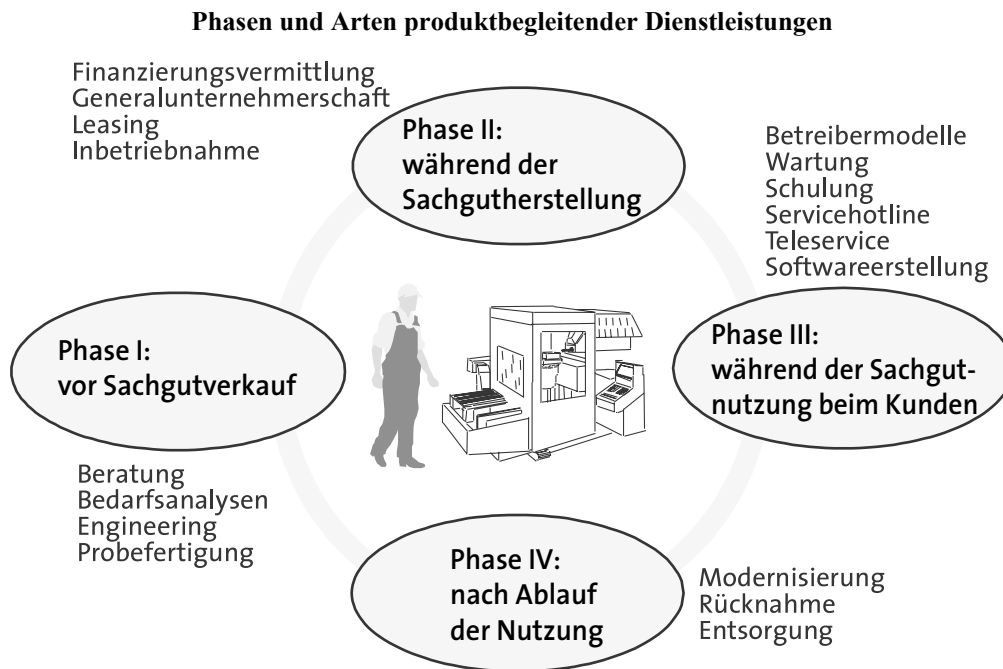 Phasen und Arten produktbegleitender Dienstleistungen
Finanzierungsvermittlung
Generalunternehmerschaft
Leasing
Inbetriebnahme
Phase II:
während der
Sachgutherstellung
Betreibermodelle
Wartung
Schulung
Servicehotline
Teleservice
Softwareerstellung
Phase I:
vor Sachgutverkauf
Phase III:
während der Sachgut-
nutzung beim Kunden
Beratung
Bedarfsanalysen
Engineering
Probefertigung
Phase IV:
nach Ablauf
der Nutzung
Modernisierung
Rücknahme
Entsorgung